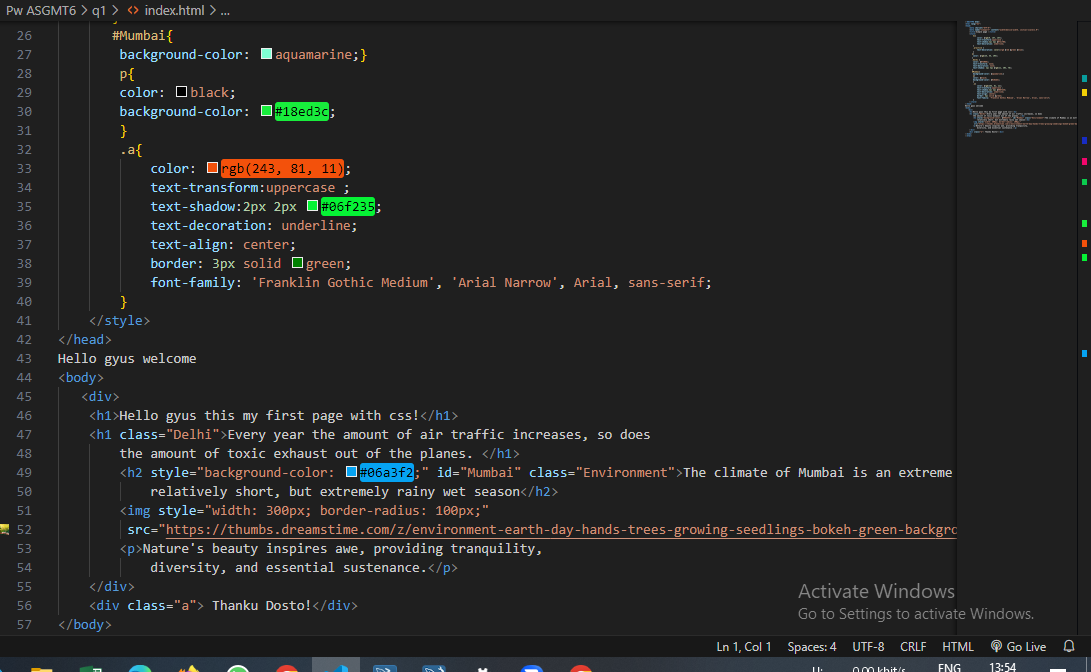 Pw ASGMT6 > q1 > <> index.html > ...
26 #Mumbai{
27 background-color: aquamarine;}
28 p{
29 color: black;
30 background-color: #18ed3c;
31 }
32 .a{
33 color: rgb(243, 81, 11);
34 text-transform:uppercase ;
35 text-shadow:2px 2px #06f235;
36 text-decoration: underline;
37 text-align: center;
38 border: 3px solid green;
39 font-family: 'Franklin Gothic Medium', 'Arial Narrow', Arial, sans-serif;
40 }
41 </style>
42 </head>
43 Hello gyus welcome
44 <body>
45 <div>
46 <h1>Hello gyus this my first page with css!</h1>
47 <h1 class="Delhi">Every year the amount of air traffic increases, so does
48 the amount of toxic exhaust out of the planes. </h1>
49 <h2 style="background-color: #06a3f2;" id="Mumbai" class="Environment">The climate of Mumbai is an extreme
50 relatively short, but extremely rainy wet season</h2>
51 <img style="width: 300px; border-radius: 100px;"
52 src="https://thumbs.dreamstime.com/z/environment-earth-day-hands-trees-growing-seedlings-bokeh-green-backgro
53 <p>Nature's beauty inspires awe, providing tranquility,
54 diversity, and essential sustenance.</p>
55 </div>
56 <div class="a"> Thanku Dosto!</div>
57 </body>
Activate Windows
Go to Settings to activate Windows.
Ln 1, Col 1 Spaces: 4 UTF-8 CRLF HTML Go Live
ENG 13:54